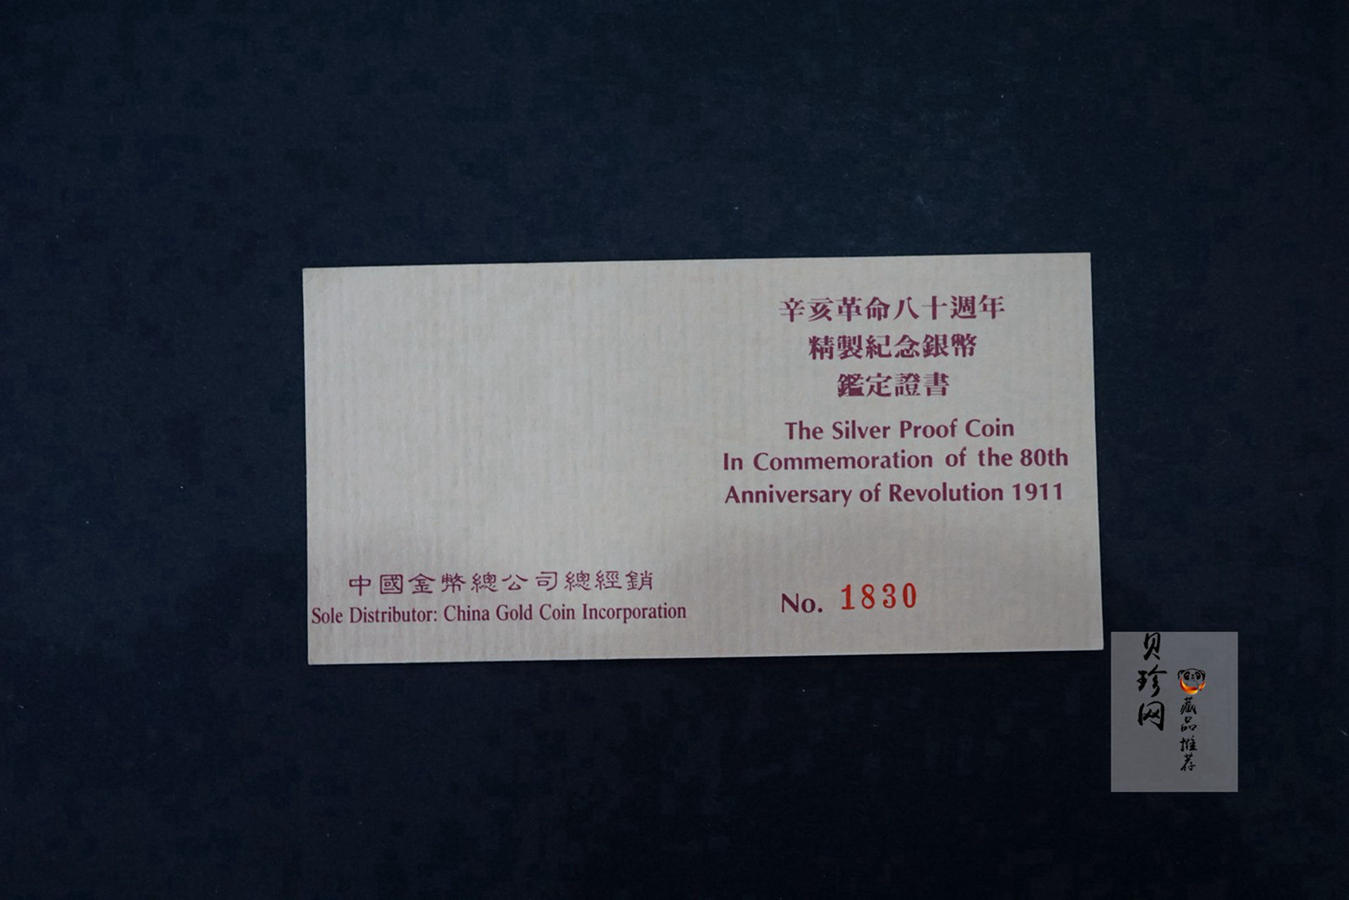 辛亥革命八十週年
精製紀念銀幣
鑑定證書
The Silver Proof Coin
In Commemoration of the 80th
Anniversary of Revolution 1911
中國金幣總公司總經銷
Sole Distributor: China Gold Coin Incorporation
No. 1830
贝珍网
藏品推荐